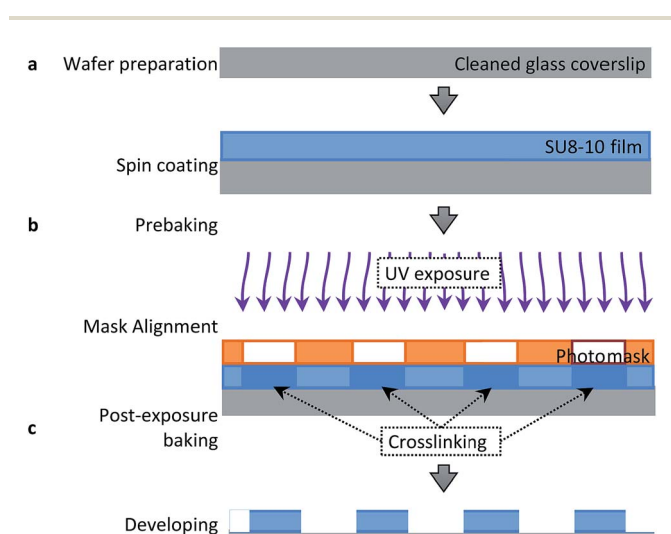 a Wafer preparation Cleaned glass coverslip
SU8-10 film
Spin coating
b Prebaking
UV exposure
Mask Alignment
Photomask
Post-exposure
baking
c
Crosslinking
Developing